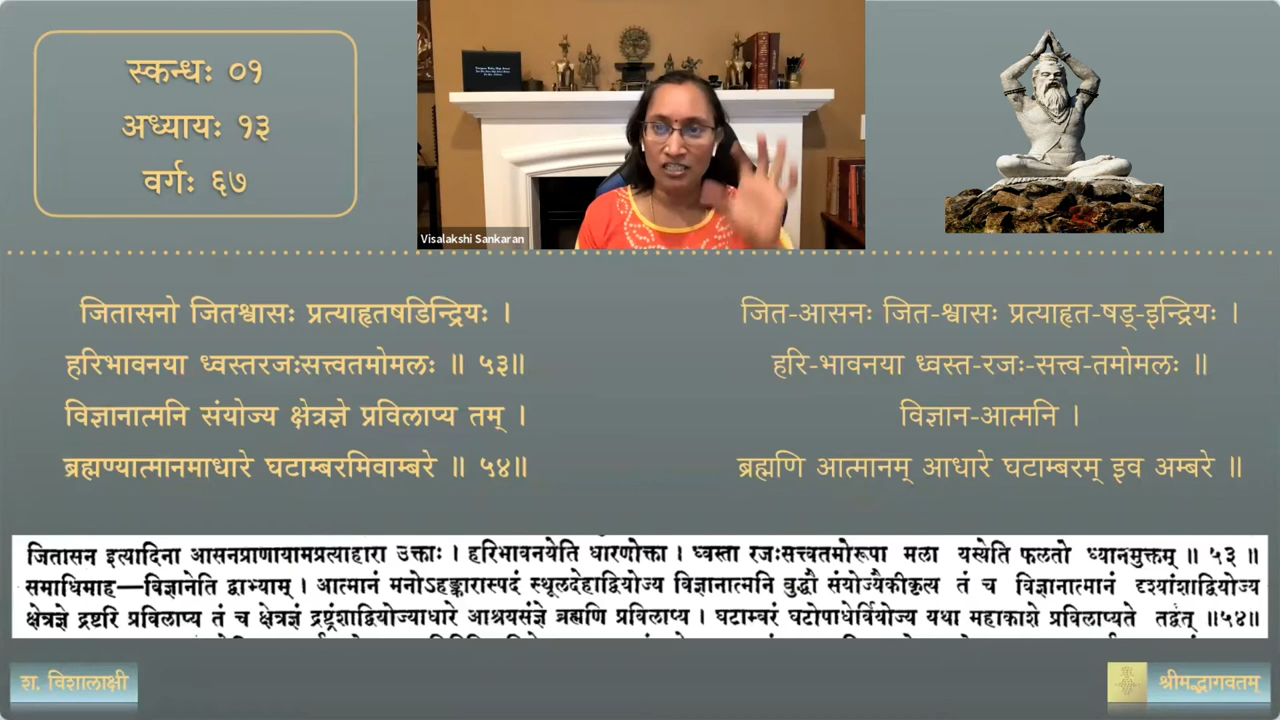 स्कन्धः ०१
अध्यायः १३
वर्गः ६७
Visalakshi Sankaran
जितासनो जितश्वासः प्रत्याहृतषडिन्द्रियः ।
हरिभावनया ध्वस्तरजःसत्त्वतमोमलः ॥ ५३॥
विज्ञानात्मनि संयोज्य क्षेत्रज्ञे प्रविलाप्य तम् ।
ब्रह्मण्यात्मानमाधारे घटाम्बरमिवाम्बरे ॥ ५४॥
जित-आसनः जित-श्वासः प्रत्याहृत-षड्-इन्द्रियः ।
हरि-भावनया ध्वस्त-रजः-सत्त्व-तमोमलः ॥
विज्ञान-आत्मनि ।
ब्रह्मणि आत्मानम् आधारे घटाम्बरम् इव अम्बरे ॥
जितासन इत्यादिना आसनप्राणायामप्रत्याहारा उक्ताः । हरिभावनयेति धारणोक्ता । ध्वस्ता रजःसत्त्वतमोरूपा मला यस्येति फलतो ध्यानमुक्तम् ॥ ५३ ॥
समाधिमाह—विज्ञानेति द्वाभ्याम् । आत्मानं मनोऽहङ्कारास्पदं स्थूलदेहाद्वियोज्य विज्ञानात्मनि बुद्धौ संयोज्यैकीकृत्य तं च विज्ञानात्मानं दृश्यांशाद्वियोज्य
क्षेत्रज्ञे द्रष्टरि प्रविलाप्य तं च क्षेत्रज्ञं द्रष्ट्रंशाद्वियोज्याधारे आश्रयसंज्ञे ब्रह्मणि प्रविलाप्य । घटाम्बरं घटोपाधेर्वियोज्य यथा महाकाशे प्रविलाप्यते तद्वत् ॥५४॥
श. विशालाक्षी
श्रीमद्भागवतम्